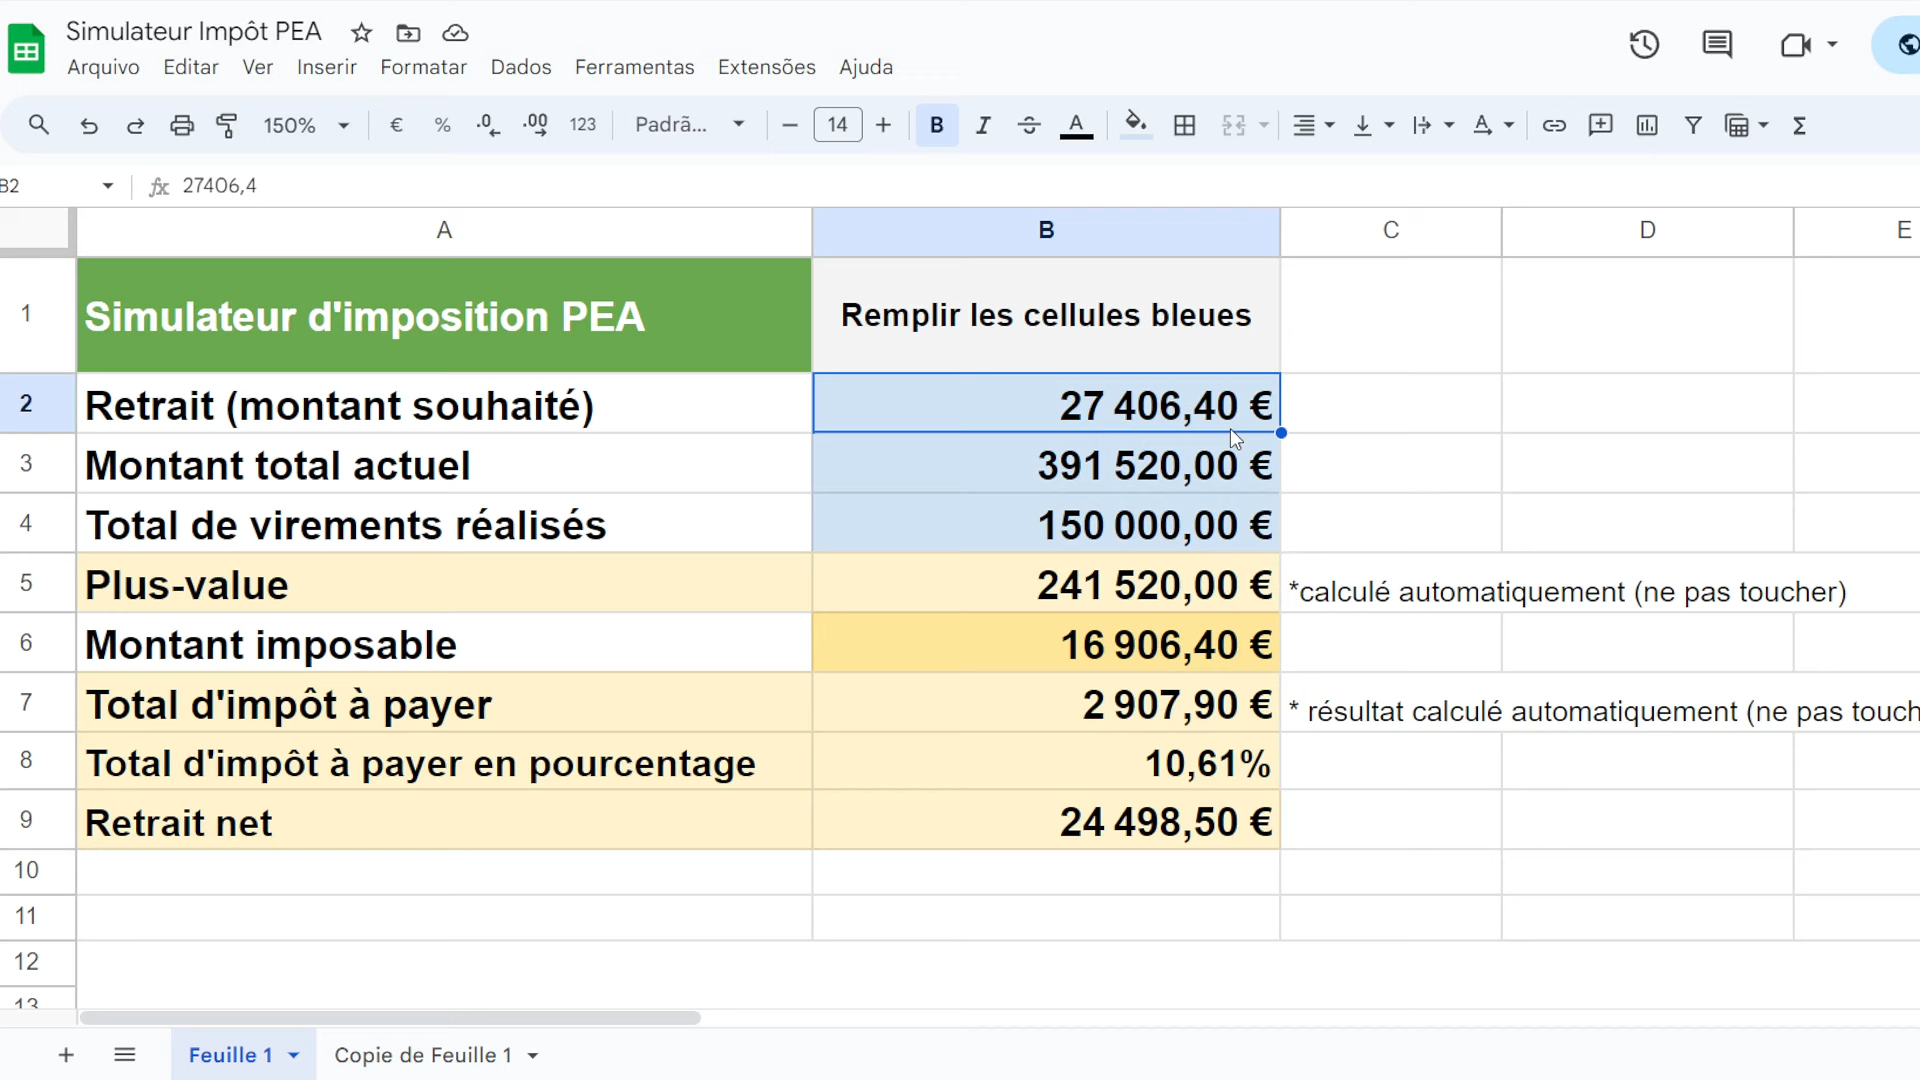 Simulateur Impôt PEA
Arquivo Editar Ver Inserir Formatar Dados Ferramentas Extensões Ajuda
150% € % .0 .00 123 Padrã... − 14 + B I S A
B2 fx 27406,4
A B C D E
1 Simulateur d'imposition PEA Remplir les cellules bleues
2 Retrait (montant souhaité) 27 406,40 €
3 Montant total actuel 391 520,00 €
4 Total de virements réalisés 150 000,00 €
5 Plus-value 241 520,00 € *calculé automatiquement (ne pas toucher)
6 Montant imposable 16 906,40 €
7 Total d'impôt à payer 2 907,90 € * résultat calculé automatiquement (ne pas touch
8 Total d'impôt à payer en pourcentage 10,61%
9 Retrait net 24 498,50 €
10
11
12
13
+ Feuille 1 Copie de Feuille 1